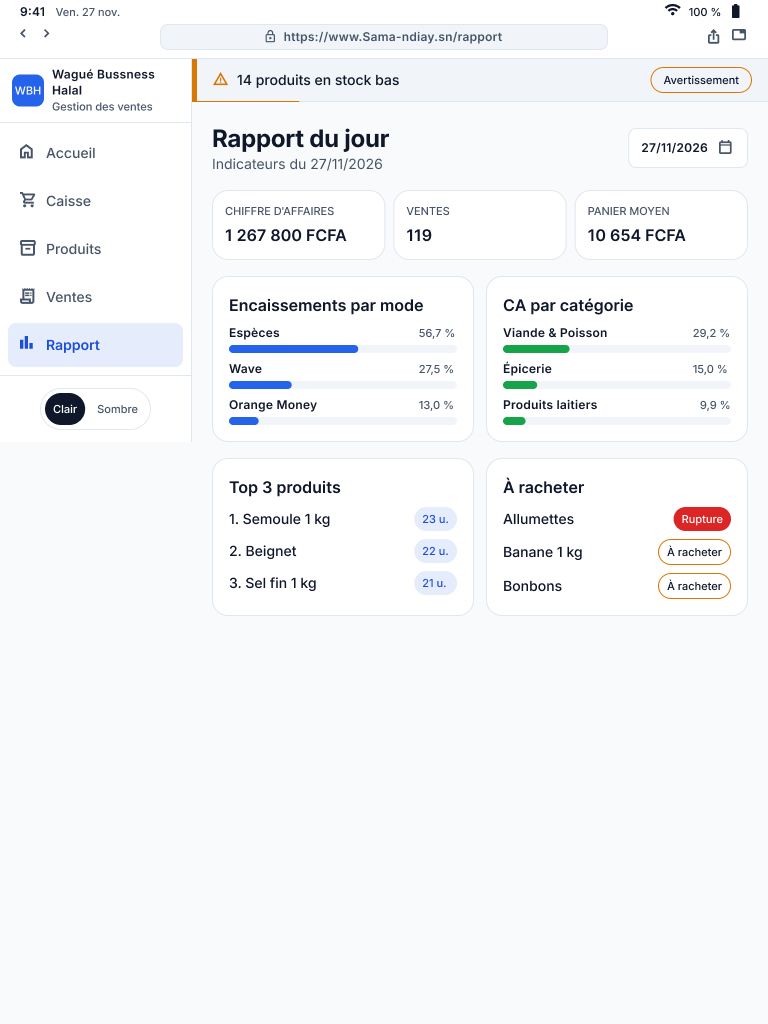 9:41 Ven. 27 nov.
100 %
https://www.Sama-ndiay.sn/rapport
WBH
Wagué Bussness
Halal
Gestion des ventes
Accueil
Caisse
Produits
Ventes
Rapport
Clair Sombre
14 produits en stock bas
Avertissement
Rapport du jour
Indicateurs du 27/11/2026
27/11/2026
CHIFFRE D'AFFAIRES
1 267 800 FCFA
VENTES
119
PANIER MOYEN
10 654 FCFA
Encaissements par mode
Espèces 56,7 %
Wave 27,5 %
Orange Money 13,0 %
CA par catégorie
Viande & Poisson 29,2 %
Épicerie 15,0 %
Produits laitiers 9,9 %
Top 3 produits
1. Semoule 1 kg 23 u.
2. Beignet 22 u.
3. Sel fin 1 kg 21 u.
À racheter
Allumettes Rupture
Banane 1 kg À racheter
Bonbons À racheter